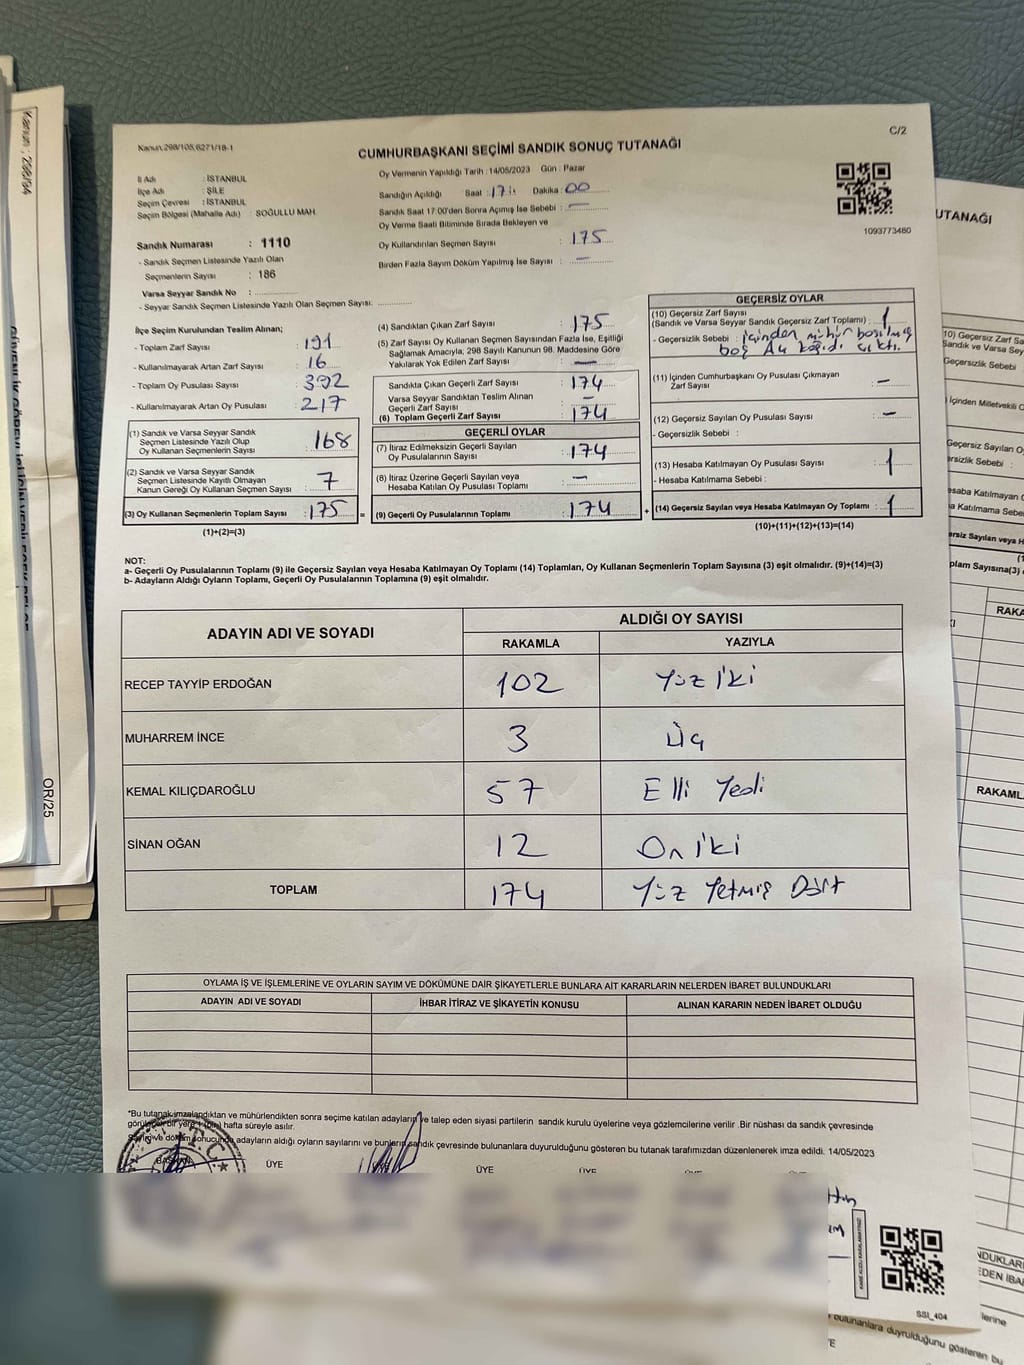 C/2
Kanun:298/105,6271/18-1
CUMHURBAŞKANI SEÇİMİ SANDIK SONUÇ TUTANAĞI
İl Adı : İSTANBUL
İlçe Adı : ŞİLE
Seçim Çevresi : İSTANBUL
Seçim Bölgesi (Mahalle Adı) SOĞULLU MAH.
Sandık Numarası : 1110
- Sandık Seçmen Listesinde Yazılı Olan
Seçmenlerin Sayısı : 186
Varsa Seyyar Sandık No :
- Seyyar Sandık Seçmen Listesinde Yazılı Olan Seçmen Sayısı:
Oy Vermenin Yapıldığı Tarih : 14/05/2023 Gün : Pazar
Sandığın Açıldığı Saat : 17 Dakika : 00
Sandık Saat 17:00'den Sonra Açılmış İse Sebebi : —
Oy Verme Saati Bitiminde Sırada Bekleyen ve
Oy Kullandırılan Seçmen Sayısı : 175
Birden Fazla Sayım Döküm Yapılmış İse Sayısı : —
1093773460
İlçe Seçim Kurulundan Teslim Alınan;
- Toplam Zarf Sayısı : 191
- Kullanılmayarak Artan Zarf Sayısı : 16
- Toplam Oy Pusulası Sayısı : 392
- Kullanılmayarak Artan Oy Pusulası : 217
(1) Sandık ve Varsa Seyyar Sandık
Seçmen Listesinde Yazılı Olup
Oy Kullanan Seçmenlerin Sayısı : 168
(2) Sandık ve Varsa Seyyar Sandık
Seçmen Listesinde Kayıtlı Olmayan
Kanun Gereği Oy Kullanan Seçmen Sayısı : 7
(3) Oy Kullanan Seçmenlerin Toplam Sayısı : 175 =
(1)+(2)=(3)
(4) Sandıktan Çıkan Zarf Sayısı : 175
(5) Zarf Sayısı Oy Kullanan Seçmen Sayısından Fazla İse, Eşitliği
Sağlamak Amacıyla, 298 Sayılı Kanunun 98. Maddesine Göre
Yakılarak Yok Edilen Zarf Sayısı : —
Sandıkta Çıkan Geçerli Zarf Sayısı : 174
Varsa Seyyar Sandıktan Teslim Alınan
Geçerli Zarf Sayısı : —
(6) Toplam Geçerli Zarf Sayısı : 174
GEÇERLİ OYLAR
(7) İtiraz Edilmeksizin Geçerli Sayılan
Oy Pusulalarının Sayısı : 174
(8) İtiraz Üzerine Geçerli Sayılan veya
Hesaba Katılan Oy Pusulası Toplamı : —
(9) Geçerli Oy Pusulalarının Toplamı : 174 +
GEÇERSİZ OYLAR
(10) Geçersiz Zarf Sayısı
(Sandık ve Varsa Seyyar Sandık Geçersiz Zarf Toplamı) : 1
- Geçersizlik Sebebi : içinden mühür basılmış
boş A4 kağıdı çıktı.
(11) İçinden Cumhurbaşkanı Oy Pusulası Çıkmayan
Zarf Sayısı : —
(12) Geçersiz Sayılan Oy Pusulası Sayısı : —
- Geçersizlik Sebebi :
(13) Hesaba Katılmayan Oy Pusulası Sayısı : 1
- Hesaba Katılmama Sebebi :
(14) Geçersiz Sayılan veya Hesaba Katılmayan Oy Toplamı : 1
(10)+(11)+(12)+(13)=(14)
NOT:
a- Geçerli Oy Pusulasının Toplamı (9) ile Geçersiz Sayılan veya Hesaba Katılmayan Oy Toplamı (14) Toplamları, Oy Kullanan Seçmenlerin Toplam Sayısına (3) eşit olmalıdır. (9)+(14)=(3)
b- Adayların Aldığı Oyların Toplamı, Geçerli Oy Pusulalarının Toplamına (9) eşit olmalıdır.
ADAYIN ADI VE SOYADI
ALDIĞI OY SAYISI
RAKAMLA YAZIYLA
RECEP TAYYİP ERDOĞAN 102 Yüz iki
MUHARREM İNCE 3 Üç
KEMAL KILIÇDAROĞLU 57 Elli Yedi
SİNAN OĞAN 12 On iki
TOPLAM 174 Yüz Yetmiş Dört
OYLAMA İŞ VE İŞLEMLERİNE VE OYLARIN SAYIM VE DÖKÜMÜNE DAİR ŞİKAYETLERLE BUNLARA AİT KARARLARIN NELERDEN İBARET BULUNDUKLARI
ADAYIN ADI VE SOYADI İHBAR İTİRAZ VE ŞİKAYETİN KONUSU ALINAN KARARIN NEDEN İBARET OLDUĞU
*Bu tutanak imzalandıktan ve mühürlendikten sonra seçime katılan adayların ve talep eden siyasi partilerin sandık kurulu üyelerine veya gözlemcilerine verilir .Bir nüshası da sandık çevresinde
görülecek bir yere 1 (bir) hafta süreyle asılır.
Sayım ve döküm sonucunda adayların aldığı oyların sayılarını ve bunların sandık çevresinde bulunanlara duyurulduğunu gösteren bu tutanak tarafımızdan düzenlenerek imza edildi. 14/05/2023
BAŞKAN ÜYE ÜYE ÜYE
T.C.
SSI_404
Kanun : 298/94
OR/25
UTANAĞI
RAKAML
bulunanlara duyurulduğunu gösteren bu